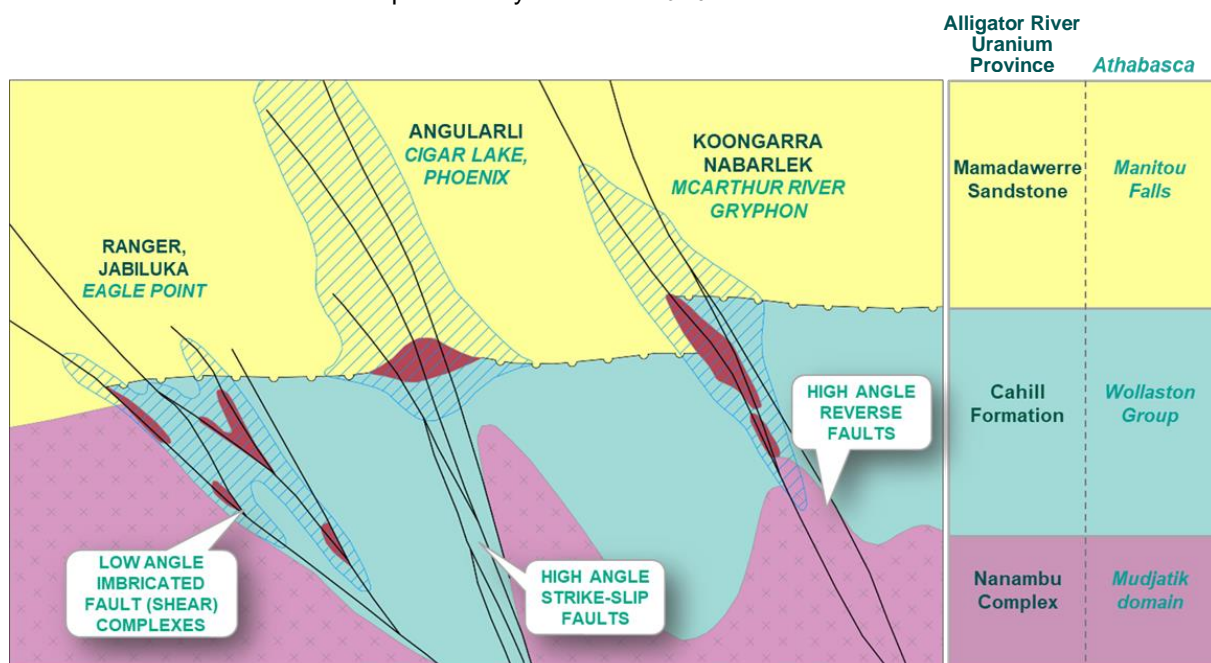 Alligator River
Uranium
Province
Athabasca
ANGULARLI
CIGAR LAKE,
PHOENIX
KOONGARRA
NABARLEK
MCARTHUR RIVER
GRYPHON
RANGER,
JABILUKA
EAGLE POINT
Mamadawerre
Sandstone
Manitou
Falls
HIGH ANGLE
REVERSE
FAULTS
Cahill
Formation
Wollaston
Group
LOW ANGLE
IMBRICATED
FAULT (SHEAR)
COMPLEXES
HIGH ANGLE
STRIKE-SLIP
FAULTS
Nanambu
Complex
Mudjatik
domain